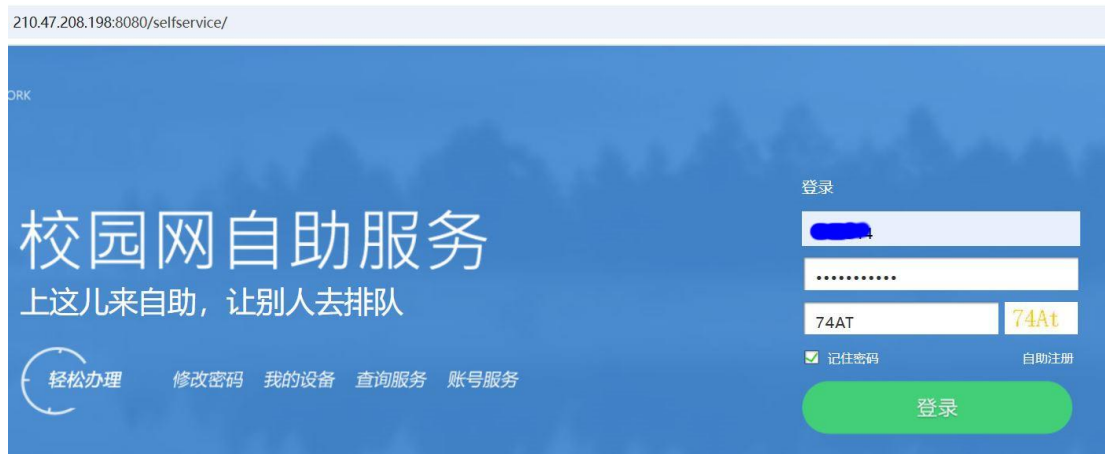 210.47.208.198:8080/selfservice/
ORK
登录
校园网自助服务
上这儿来自助，让别人去排队
74AT 74At
记住密码 自助注册
轻松办理 修改密码 我的设备 查询服务 账号服务
登录